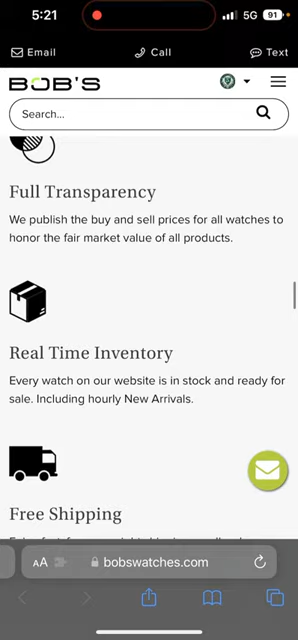 5:21
5G 91
Email Call Text
BOB'S
Search...
Full Transparency
We publish the buy and sell prices for all watches to
honor the fair market value of all products.
Real Time Inventory
Every watch on our website is in stock and ready for
sale. Including hourly New Arrivals.
Free Shipping
AA bobswatches.com